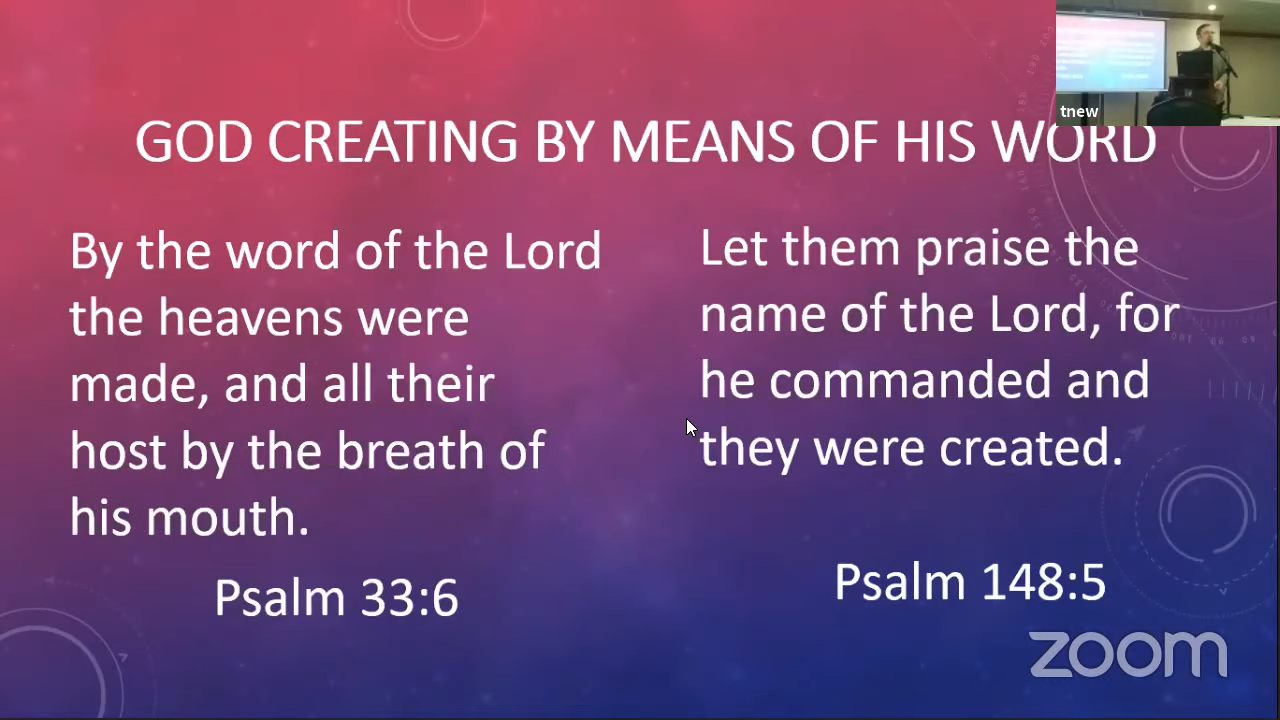 tnew
GOD CREATING BY MEANS OF HIS WORD
By the word of the Lord
the heavens were
made, and all their
host by the breath of
his mouth.
Psalm 33:6
Let them praise the
name of the Lord, for
he commanded and
they were created.
Psalm 148:5
zoom